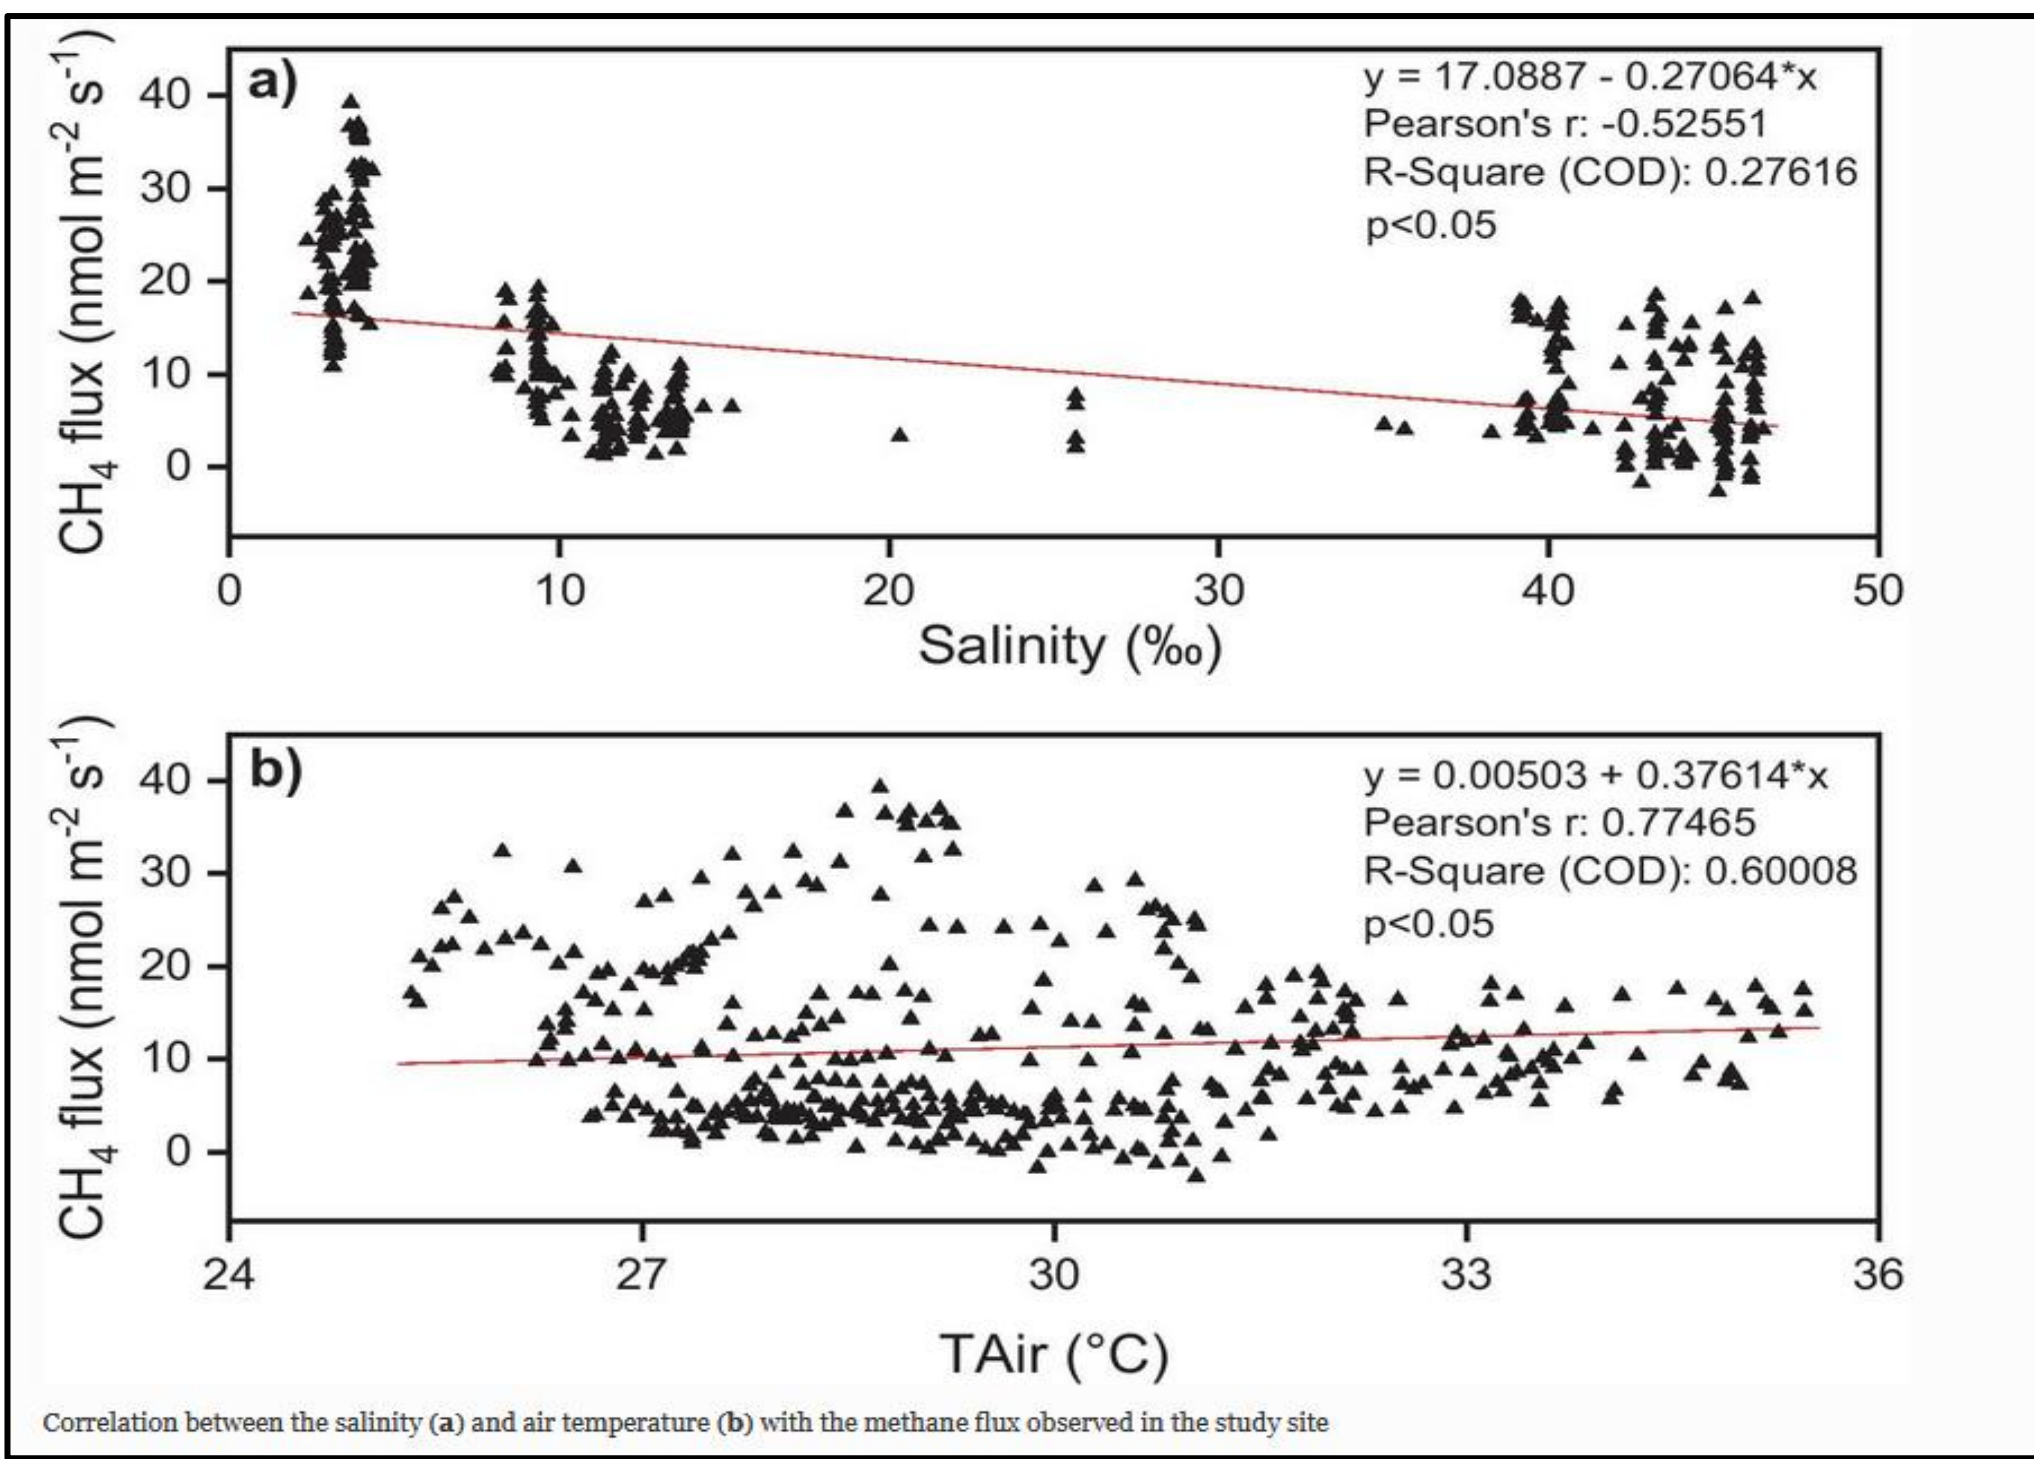 a)
y = 17.0887 - 0.27064*x
Pearson's r: -0.52551
R-Square (COD): 0.27616
p<0.05
CH₄ flux (nmol m⁻² s⁻¹)
40
30
20
10
0
0 10 20 30 40 50
Salinity (‰)
b)
y = 0.00503 + 0.37614*x
Pearson's r: 0.77465
R-Square (COD): 0.60008
p<0.05
CH₄ flux (nmol m⁻² s⁻¹)
40
30
20
10
0
24 27 30 33 36
TAir (°C)
Correlation between the salinity (a) and air temperature (b) with the methane flux observed in the study site